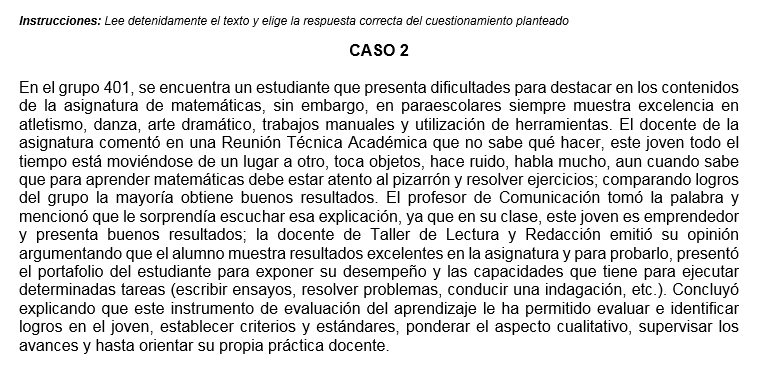 Instrucciones: Lee detenidamente el texto y elige la respuesta correcta del cuestionamiento planteado
CASO 2
En el grupo 401, se encuentra un estudiante que presenta dificultades para destacar en los contenidos
de la asignatura de matemáticas, sin embargo, en paraescolares siempre muestra excelencia en
atletismo, danza, arte dramático, trabajos manuales y utilización de herramientas. El docente de la
asignatura comentó en una Reunión Técnica Académica que no sabe qué hacer, este joven todo el
tiempo está moviéndose de un lugar a otro, toca objetos, hace ruido, habla mucho, aun cuando sabe
que para aprender matemáticas debe estar atento al pizarrón y resolver ejercicios; comparando logros
del grupo la mayoría obtiene buenos resultados. El profesor de Comunicación tomó la palabra y
mencionó que le sorprendía escuchar esa explicación, ya que en su clase, este joven es emprendedor
y presenta buenos resultados; la docente de Taller de Lectura y Redacción emitió su opinión
argumentando que el alumno muestra resultados excelentes en la asignatura y para probarlo, presentó
el portafolio del estudiante para exponer su desempeño y las capacidades que tiene para ejecutar
determinadas tareas (escribir ensayos, resolver problemas, conducir una indagación, etc.). Concluyó
explicando que este instrumento de evaluación del aprendizaje le ha permitido evaluar e identificar
logros en el joven, establecer criterios y estándares, ponderar el aspecto cualitativo, supervisar los
avances y hasta orientar su propia práctica docente.